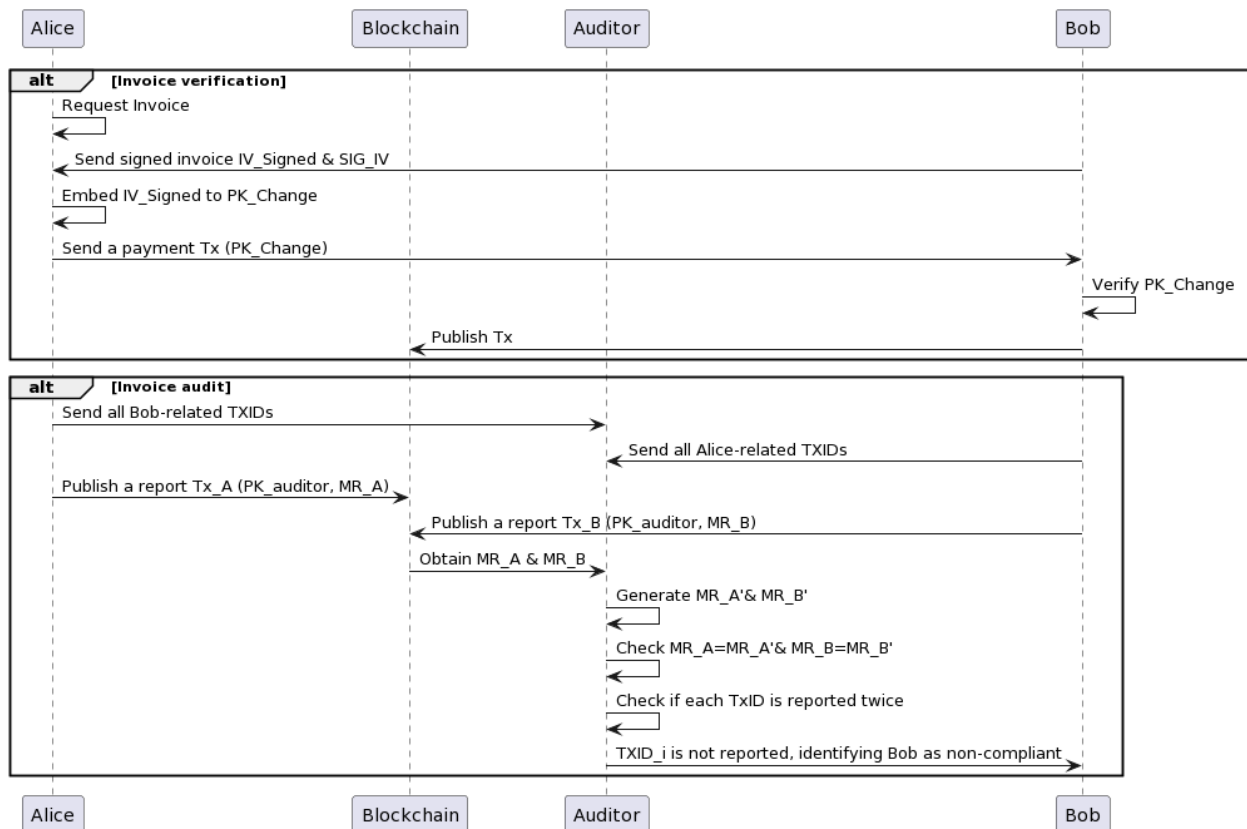 Alice Blockchain Auditor Bob
alt [Invoice verification]
Request Invoice
Send signed invoice IV_Signed & SIG_IV
Embed IV_Signed to PK_Change
Send a payment Tx (PK_Change)
Verify PK_Change
Publish Tx
alt [Invoice audit]
Send all Bob-related TXIDs
Send all Alice-related TXIDs
Publish a report Tx_A (PK_auditor, MR_A)
Publish a report Tx_B (PK_auditor, MR_B)
Obtain MR_A & MR_B
Generate MR_A'& MR_B'
Check MR_A=MR_A'& MR_B=MR_B'
Check if each TxID is reported twice
TXID_i is not reported, identifying Bob as non-compliant
Alice Blockchain Auditor Bob